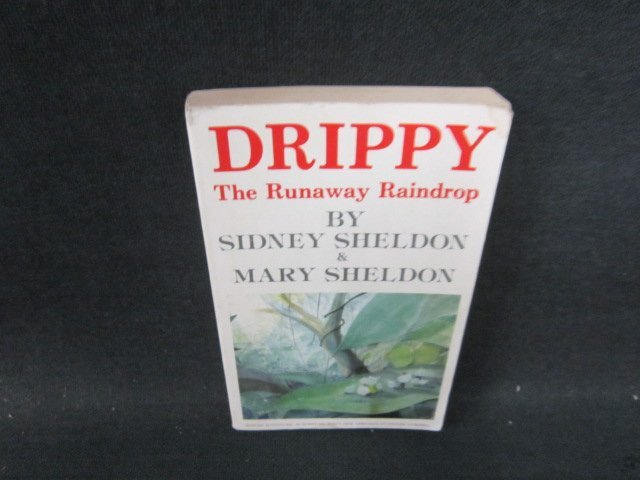 DRIPPY
The Runaway Raindrop
BY
SIDNEY SHELDON
&
MARY SHELDON